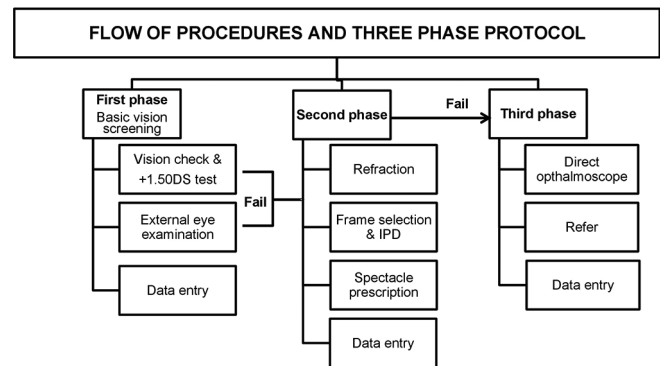 FLOW OF PROCEDURES AND THREE PHASE PROTOCOL
First phase
Basic vision
screening
Vision check &
+1.50DS test
External eye
examination
Data entry
Fail
Second phase
Refraction
Frame selection
& IPD
Spectacle
prescription
Data entry
Fail
Third phase
Direct
opthalmoscope
Refer
Data entry